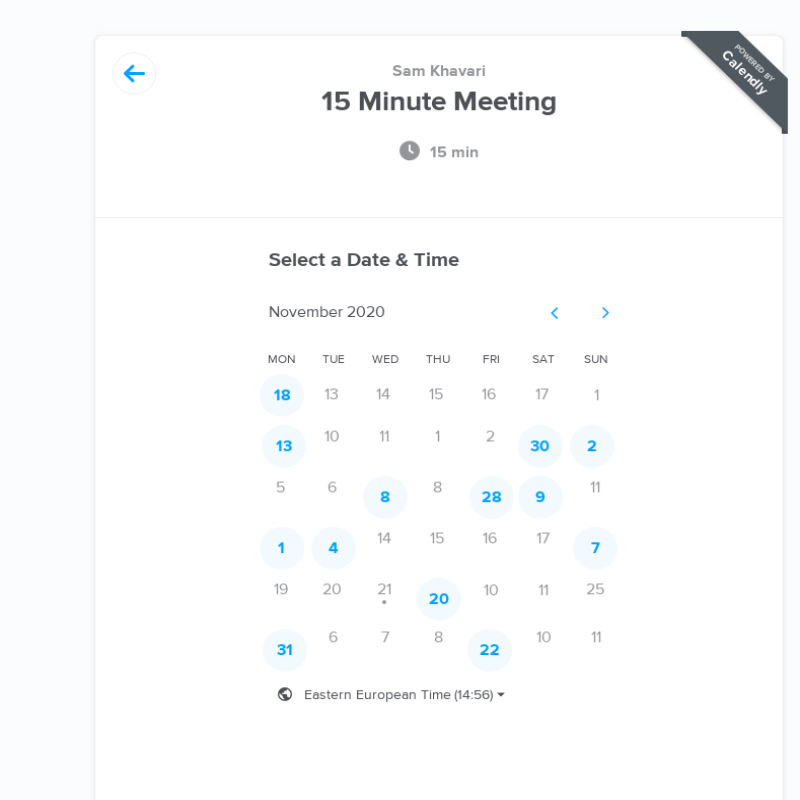 POWERED BY
Calendly
Sam Khavari
15 Minute Meeting
15 min
Select a Date & Time
November 2020
MON TUE WED THU FRI SAT SUN
18 13 14 15 16 17 1
13 10 11 1 2 30 2
5 6 8 8 28 9 11
1 4 14 15 16 17 7
19 20 21 20 10 11 25
31 6 7 8 22 10 11
Eastern European Time (14:56)